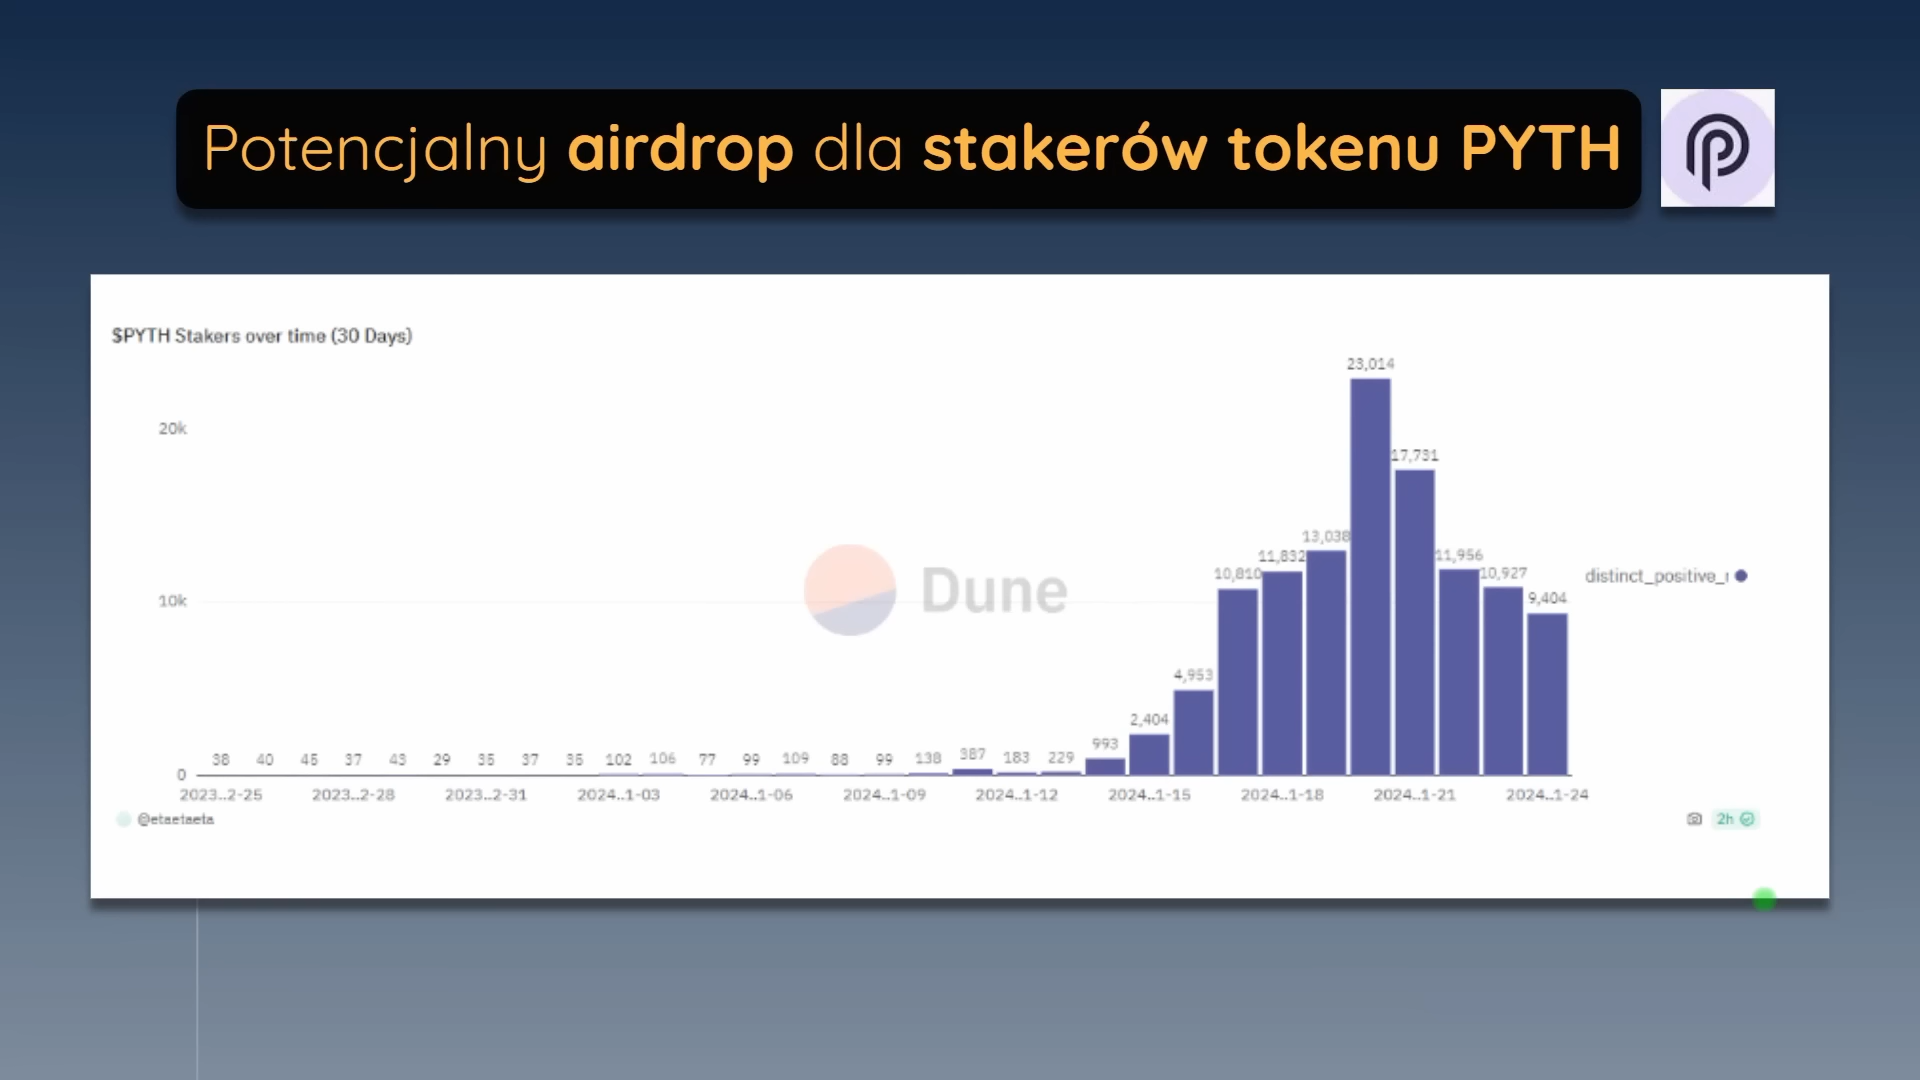 Potencjalny airdrop dla stakerów tokenu PYTH
$PYTH Stakers over time (30 Days)
23,014
20k
17,731
13,038
11,832
11,956
10,810
10,927
Dune
distinct_positive_r
10k
9,404
4,953
2,404
993
38 40 45 37 43 29 35 37 35 102 106 77 99 109 88 99 138 387 183 229
0
2023..2-25 2023..2-28 2023..2-31 2024..1-03 2024..1-06 2024..1-09 2024..1-12 2024..1-15 2024..1-18 2024..1-21 2024..1-24
@etaetaeta
2h